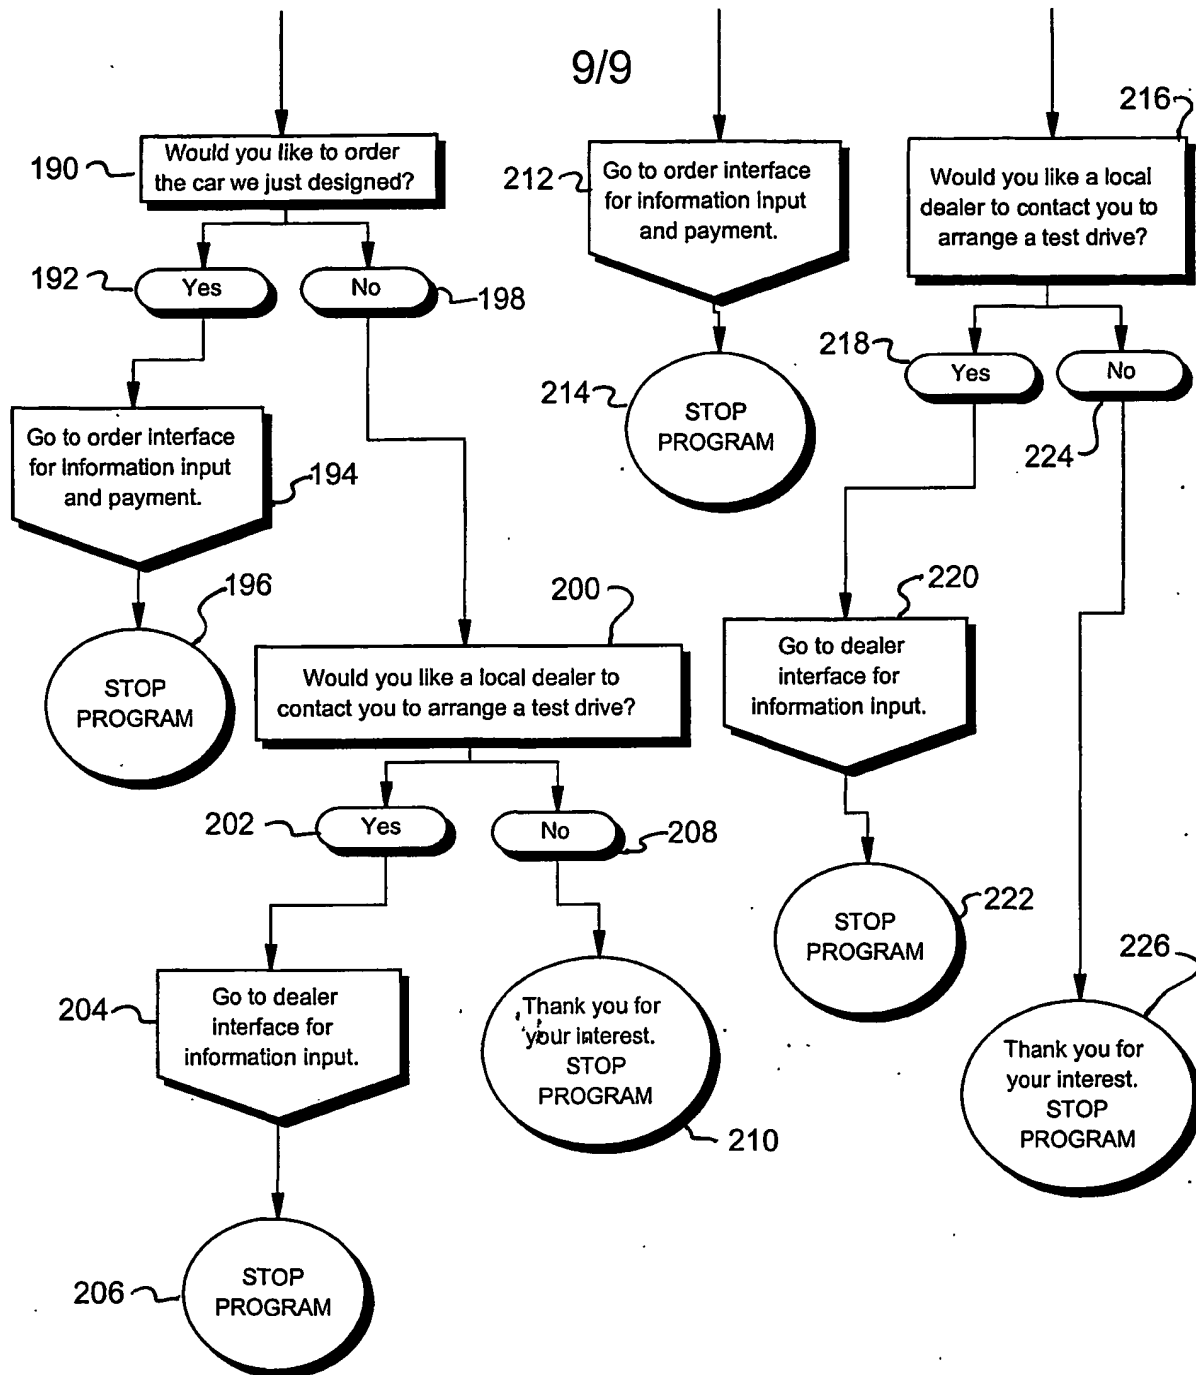 9/9
190
Would you like to order
the car we just designed?
192
Yes
No
198
Go to order interface
for information input
and payment.
194
196
STOP
PROGRAM
200
Would you like a local dealer to
contact you to arrange a test drive?
202
Yes
No
208
204
Go to dealer
interface for
information input.
Thank you for
your interest.
STOP
PROGRAM
210
206
STOP
PROGRAM
212
Go to order interface
for information input
and payment.
214
STOP
PROGRAM
216
Would you like a local
dealer to contact you to
arrange a test drive?
218
Yes
No
224
220
Go to dealer
interface for
information input.
STOP
PROGRAM
222
226
Thank you for
your interest.
STOP
PROGRAM